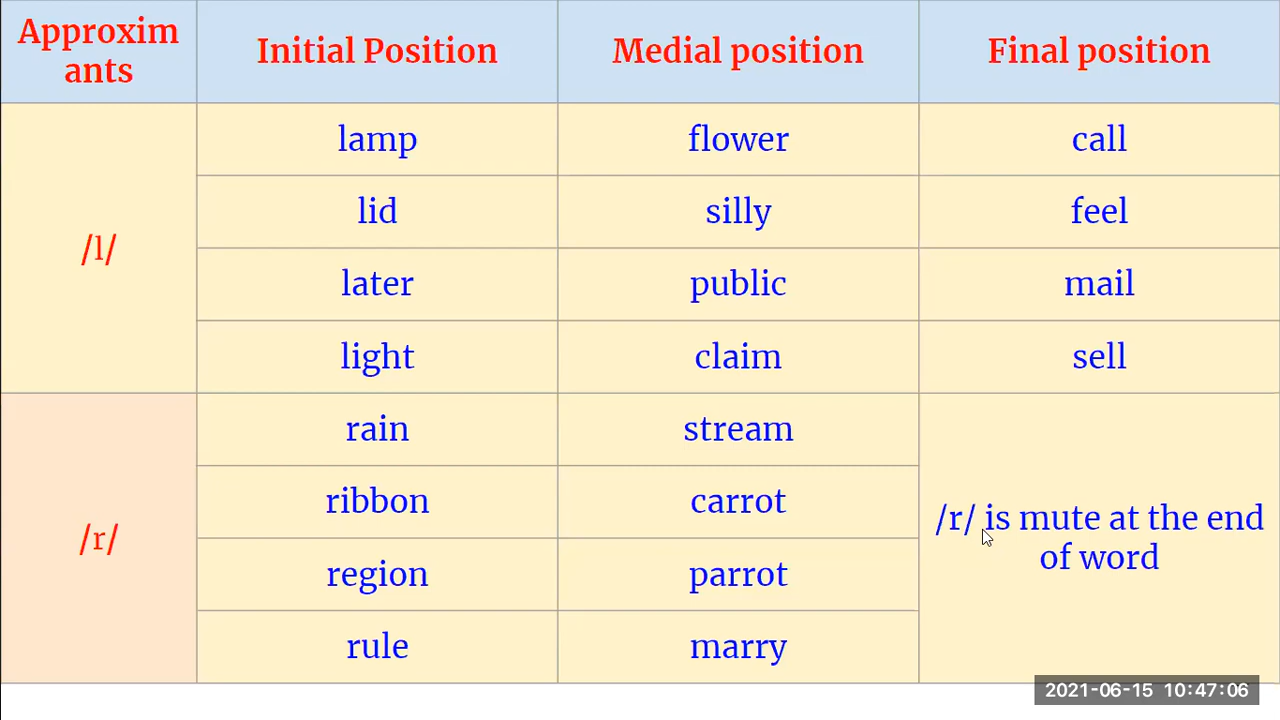 Approxim
ants
Initial Position
Medial position
Final position
/l/
lamp
flower
call
lid
silly
feel
later
public
mail
light
claim
sell
/r/
rain
stream
/r/ is mute at the end
of word
ribbon
carrot
region
parrot
rule
marry
2021-06-15 10:47:06